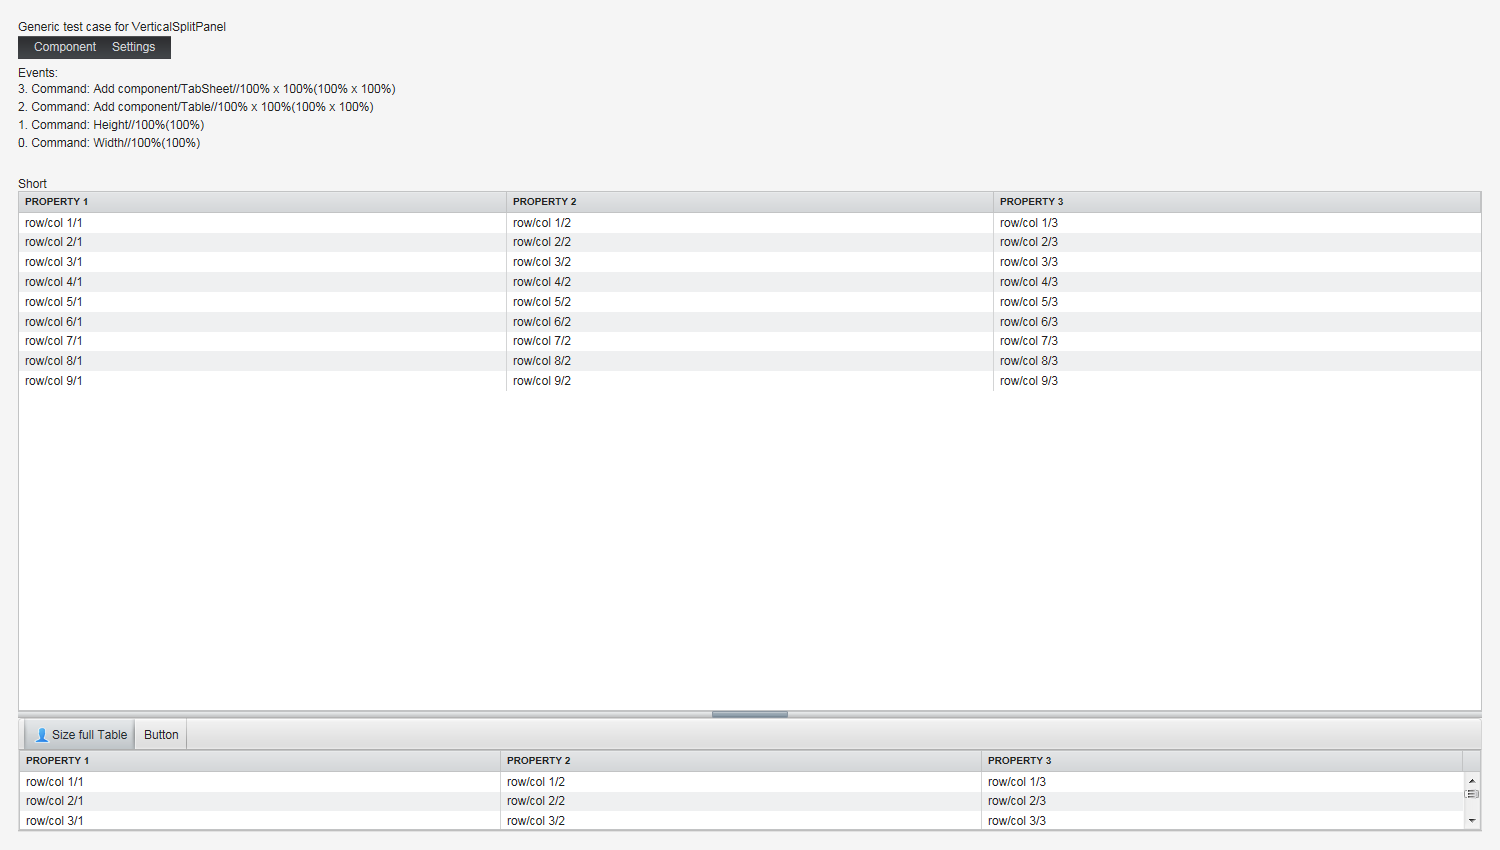 Generic test case for VerticalSplitPanel
Component Settings
Events:
3. Command: Add component/TabSheet//100% x 100%(100% x 100%)
2. Command: Add component/Table//100% x 100%(100% x 100%)
1. Command: Height//100%(100%)
0. Command: Width//100%(100%)
Short
PROPERTY 1 PROPERTY 2 PROPERTY 3
row/col 1/1 row/col 1/2 row/col 1/3
row/col 2/1 row/col 2/2 row/col 2/3
row/col 3/1 row/col 3/2 row/col 3/3
row/col 4/1 row/col 4/2 row/col 4/3
row/col 5/1 row/col 5/2 row/col 5/3
row/col 6/1 row/col 6/2 row/col 6/3
row/col 7/1 row/col 7/2 row/col 7/3
row/col 8/1 row/col 8/2 row/col 8/3
row/col 9/1 row/col 9/2 row/col 9/3
Size full Table Button
PROPERTY 1 PROPERTY 2 PROPERTY 3
row/col 1/1 row/col 1/2 row/col 1/3
row/col 2/1 row/col 2/2 row/col 2/3
row/col 3/1 row/col 3/2 row/col 3/3